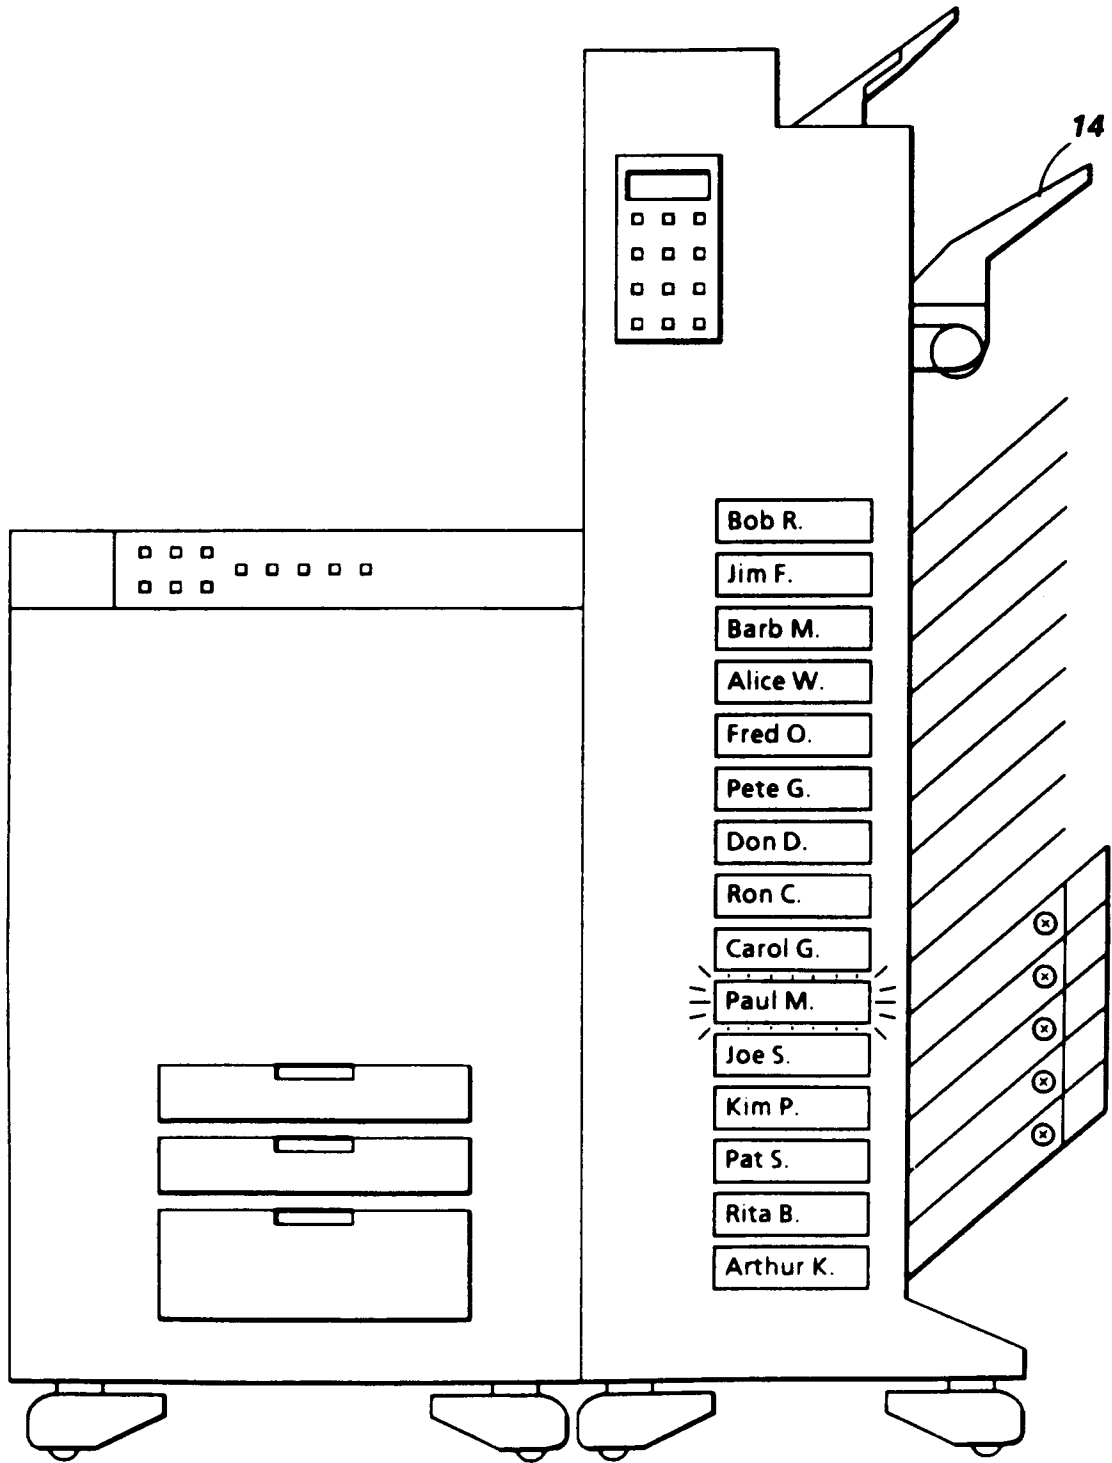 14
Bob R.
Jim F.
Barb M.
Alice W.
Fred O.
Pete G.
Don D.
Ron C.
Carol G.
Paul M.
Joe S.
Kim P.
Pat S.
Rita B.
Arthur K.